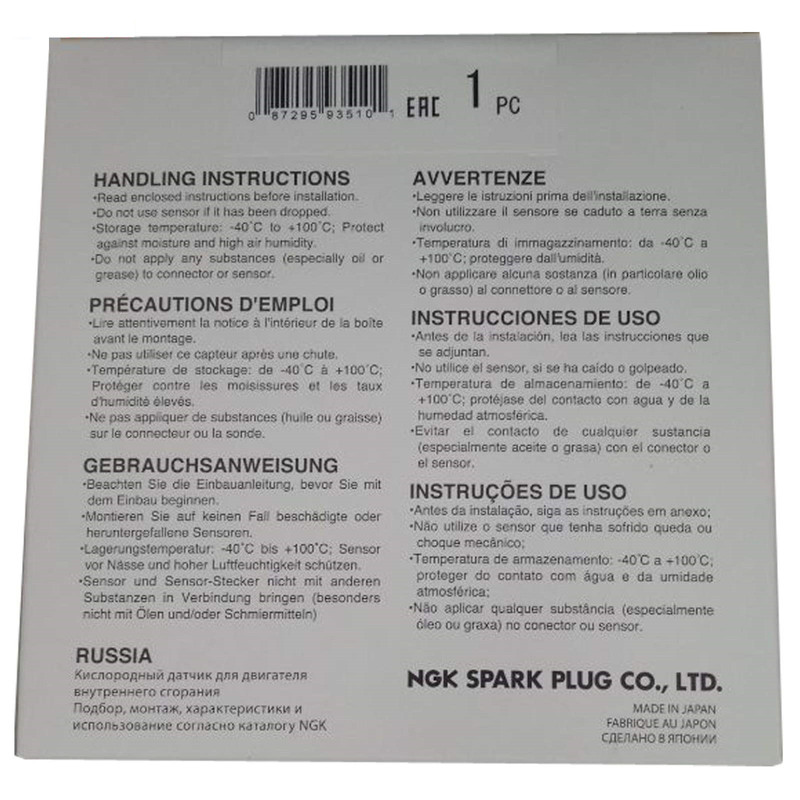 0 87295 93510 1
EAC 1 PC
HANDLING INSTRUCTIONS
•Read enclosed instructions before installation.
•Do not use sensor if it has been dropped.
•Storage temperature: -40˚C to +100˚C; Protect
against moisture and high air humidity.
•Do not apply any substances (especially oil or
grease) to connector or sensor.
PRÉCAUTIONS D'EMPLOI
•Lire attentivement la notice à l'intérieur de la boîte
avant le montage.
•Ne pas utiliser ce capteur après une chute.
•Température de stockage: de -40˚C à +100˚C;
Protéger contre les moisissures et les taux
d'humidité élevés.
•Ne pas appliquer de substances (huile ou graisse)
sur le connecteur ou la sonde.
GEBRAUCHSANWEISUNG
•Beachten Sie die Einbauanleitung, bevor Sie mit
dem Einbau beginnen.
•Montieren Sie auf keinen Fall beschädigte oder
heruntergefallene Sensoren.
•Lagerungstemperatur: -40˚C bis +100˚C; Sensor
vor Nässe und hoher Luftfeuchtigkeit schützen.
•Sensor und Sensor-Stecker nicht mit anderen
Substanzen in Verbindung bringen (besonders
nicht mit Ölen und/oder Schmiermitteln)
RUSSIA
Кислородный датчик для двигателя
внутреннего сгорания
Подбор, монтаж, характеристики и
использование согласно каталогу NGK
AVVERTENZE
•Leggere le istruzioni prima dell'installazione.
•Non utilizzare il sensore se caduto a terra senza
involucro.
•Temperatura di immagazzinamento: da -40˚C a
+100˚C; proteggere dall'umidità.
•Non applicare alcuna sostanza (in particolare olio
o grasso) al connettore o al sensore.
INSTRUCCIONES DE USO
•Antes de la instalación, lea las instrucciones que
se adjuntan.
•No utilice el sensor, si se ha caído o golpeado.
•Temperatura de almacenamiento: de -40˚C a
+100˚C; protéjase del contacto con agua y de la
humedad atmosférica.
•Evitar el contacto de cualquier sustancia
(especialmente aceite o grasa) con el conector o
el sensor.
INSTRUÇÕES DE USO
•Antes da instalação, siga as instruções em anexo;
•Não utilize o sensor que tenha sofrido queda ou
choque mecânico;
•Temperatura de armazenamento: -40˚C a +100˚C;
proteger do contato com água e da umidade
atmosférica;
•Não aplicar qualquer substância (especialmente
óleo ou graxa) no conector ou sensor.
NGK SPARK PLUG CO., LTD.
MADE IN JAPAN
FABRIQUE AU JAPON
СДЕЛАНО В ЯПОНИИ